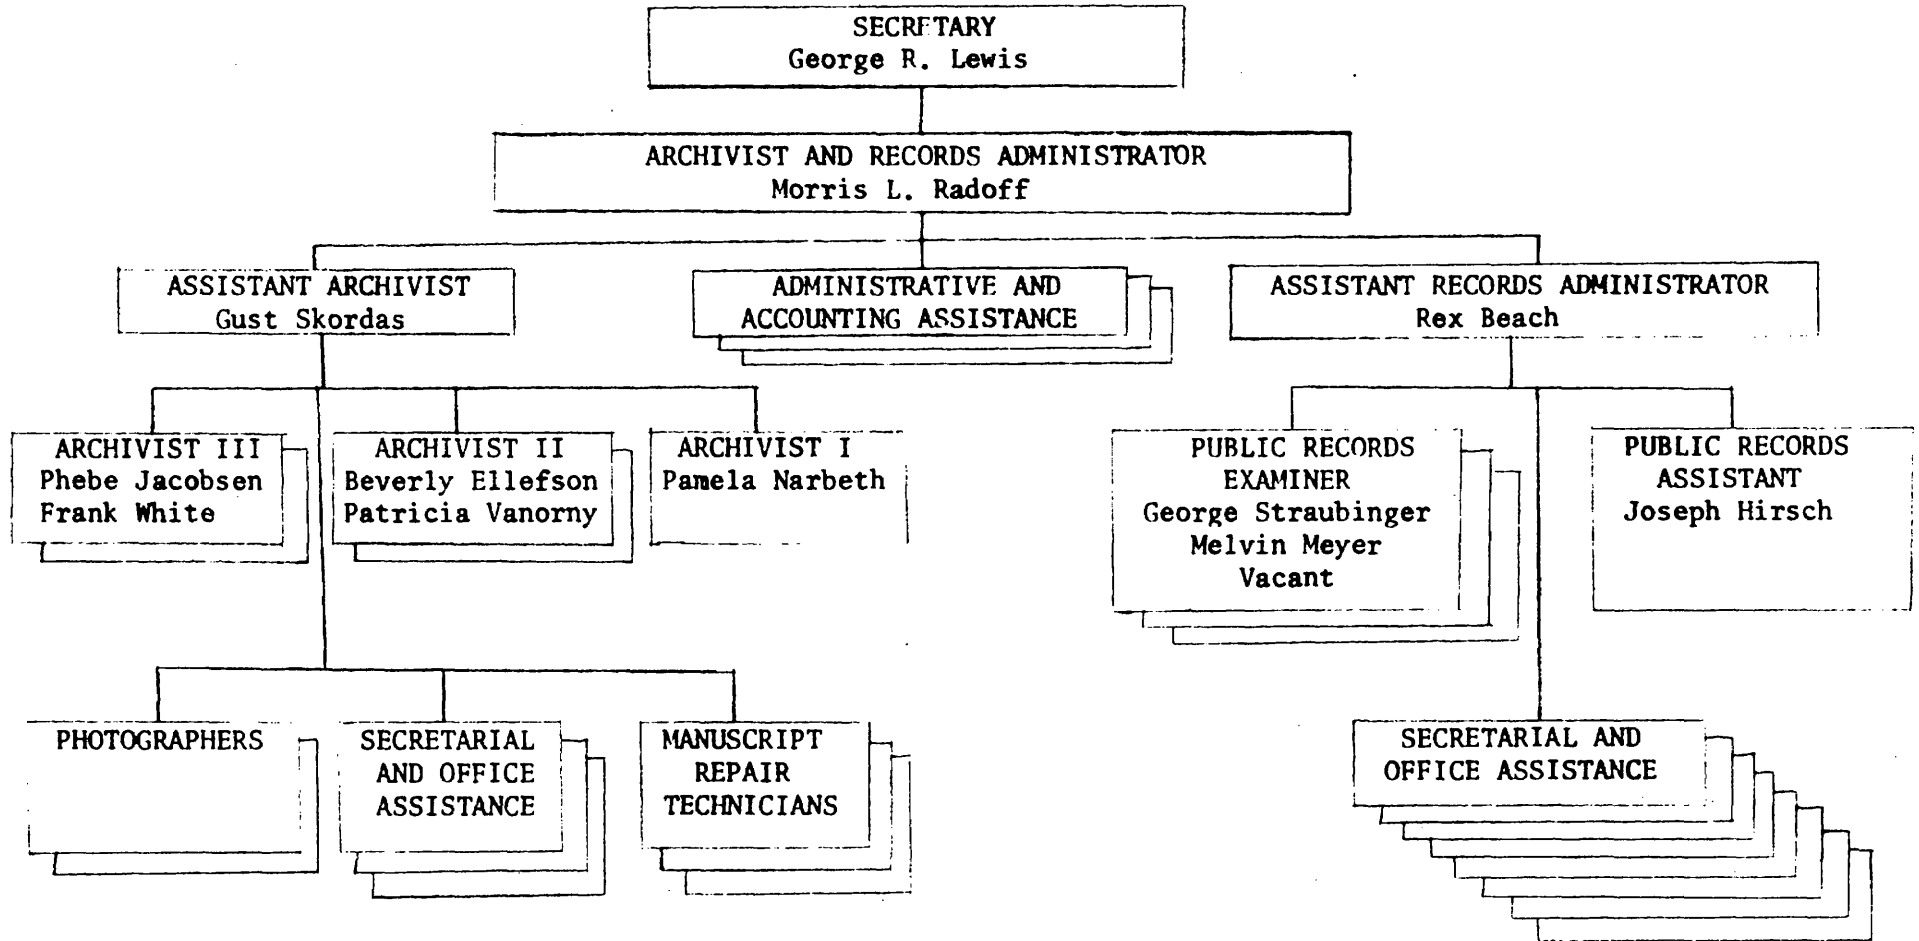 SECRETARY
George R. Lewis
ARCHIVIST AND RECORDS ADMINISTRATOR
Morris L. Radoff
ASSISTANT ARCHIVIST
Gust Skordas
ADMINISTRATIVE AND
ACCOUNTING ASSISTANCE
ASSISTANT RECORDS ADMINISTRATOR
Rex Beach
ARCHIVIST III
Phebe Jacobsen
Frank White
ARCHIVIST II
Beverly Ellefson
Patricia Vanorny
ARCHIVIST I
Pamela Narbeth
PUBLIC RECORDS
EXAMINER
George Straubinger
Melvin Meyer
Vacant
PUBLIC RECORDS
ASSISTANT
Joseph Hirsch
PHOTOGRAPHERS
SECRETARIAL
AND OFFICE
ASSISTANCE
MANUSCRIPT
REPAIR
TECHNICIANS
SECRETARIAL AND
OFFICE ASSISTANCE